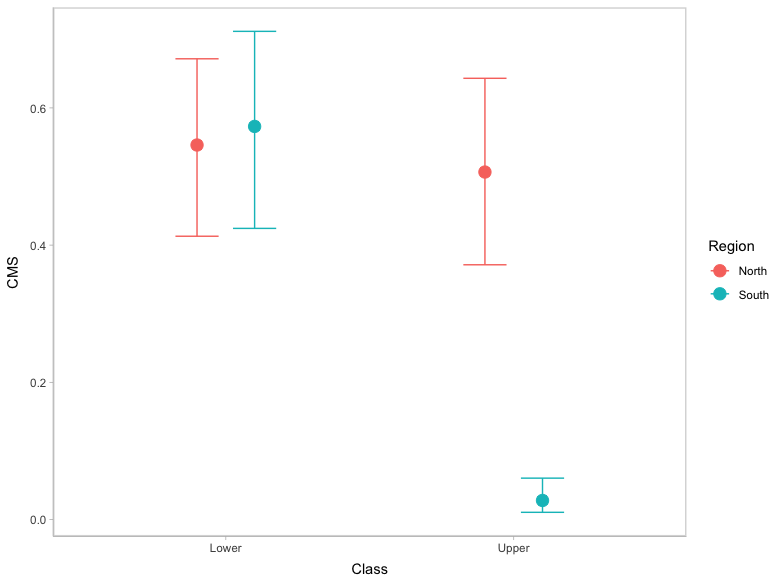 CMS
0.6
0.4
0.2
0.0
Lower
Upper
Class
Region
North
South